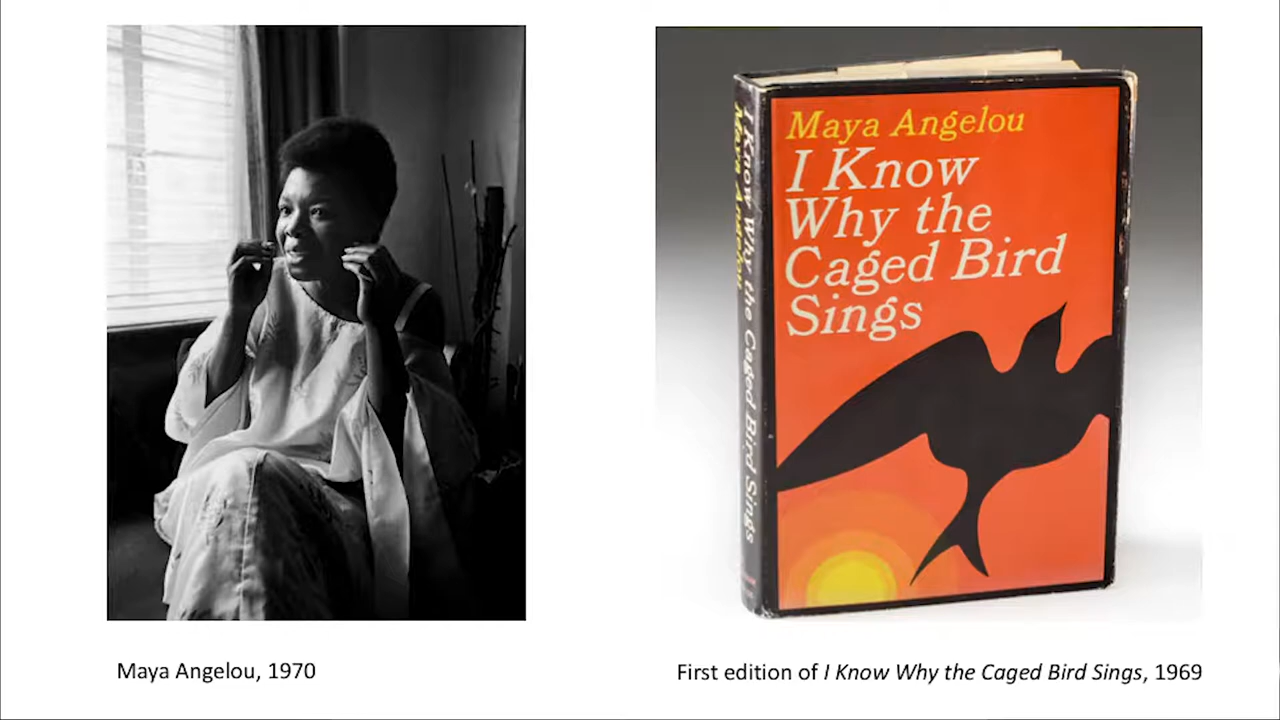 Maya Angelou
I Know
Why the
Caged Bird
Sings
I Know Why the Caged Bird Sings
Maya Angelou
Maya Angelou, 1970
First edition of I Know Why the Caged Bird Sings, 1969